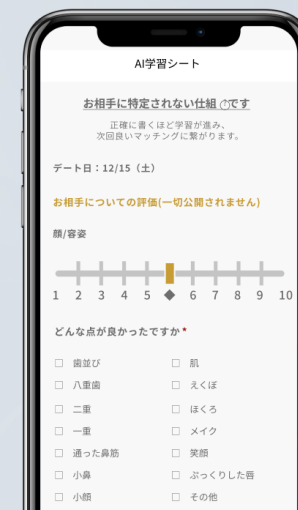 AI学習シート
お相手に特定されない仕組です
正確に書くほど学習が進み、
次回良いマッチングに繋がります。
デート日：12/15（土）
お相手についての評価(一切公開されません)
顔/容姿
1 2 3 4 5 ◆ 6 7 8 9 10
どんな点が良かったですか*
歯並び 肌
八重歯 えくぼ
二重 ほくろ
一重 メイク
通った鼻筋 笑顔
小鼻 ぷっくりした唇
小顔 その他